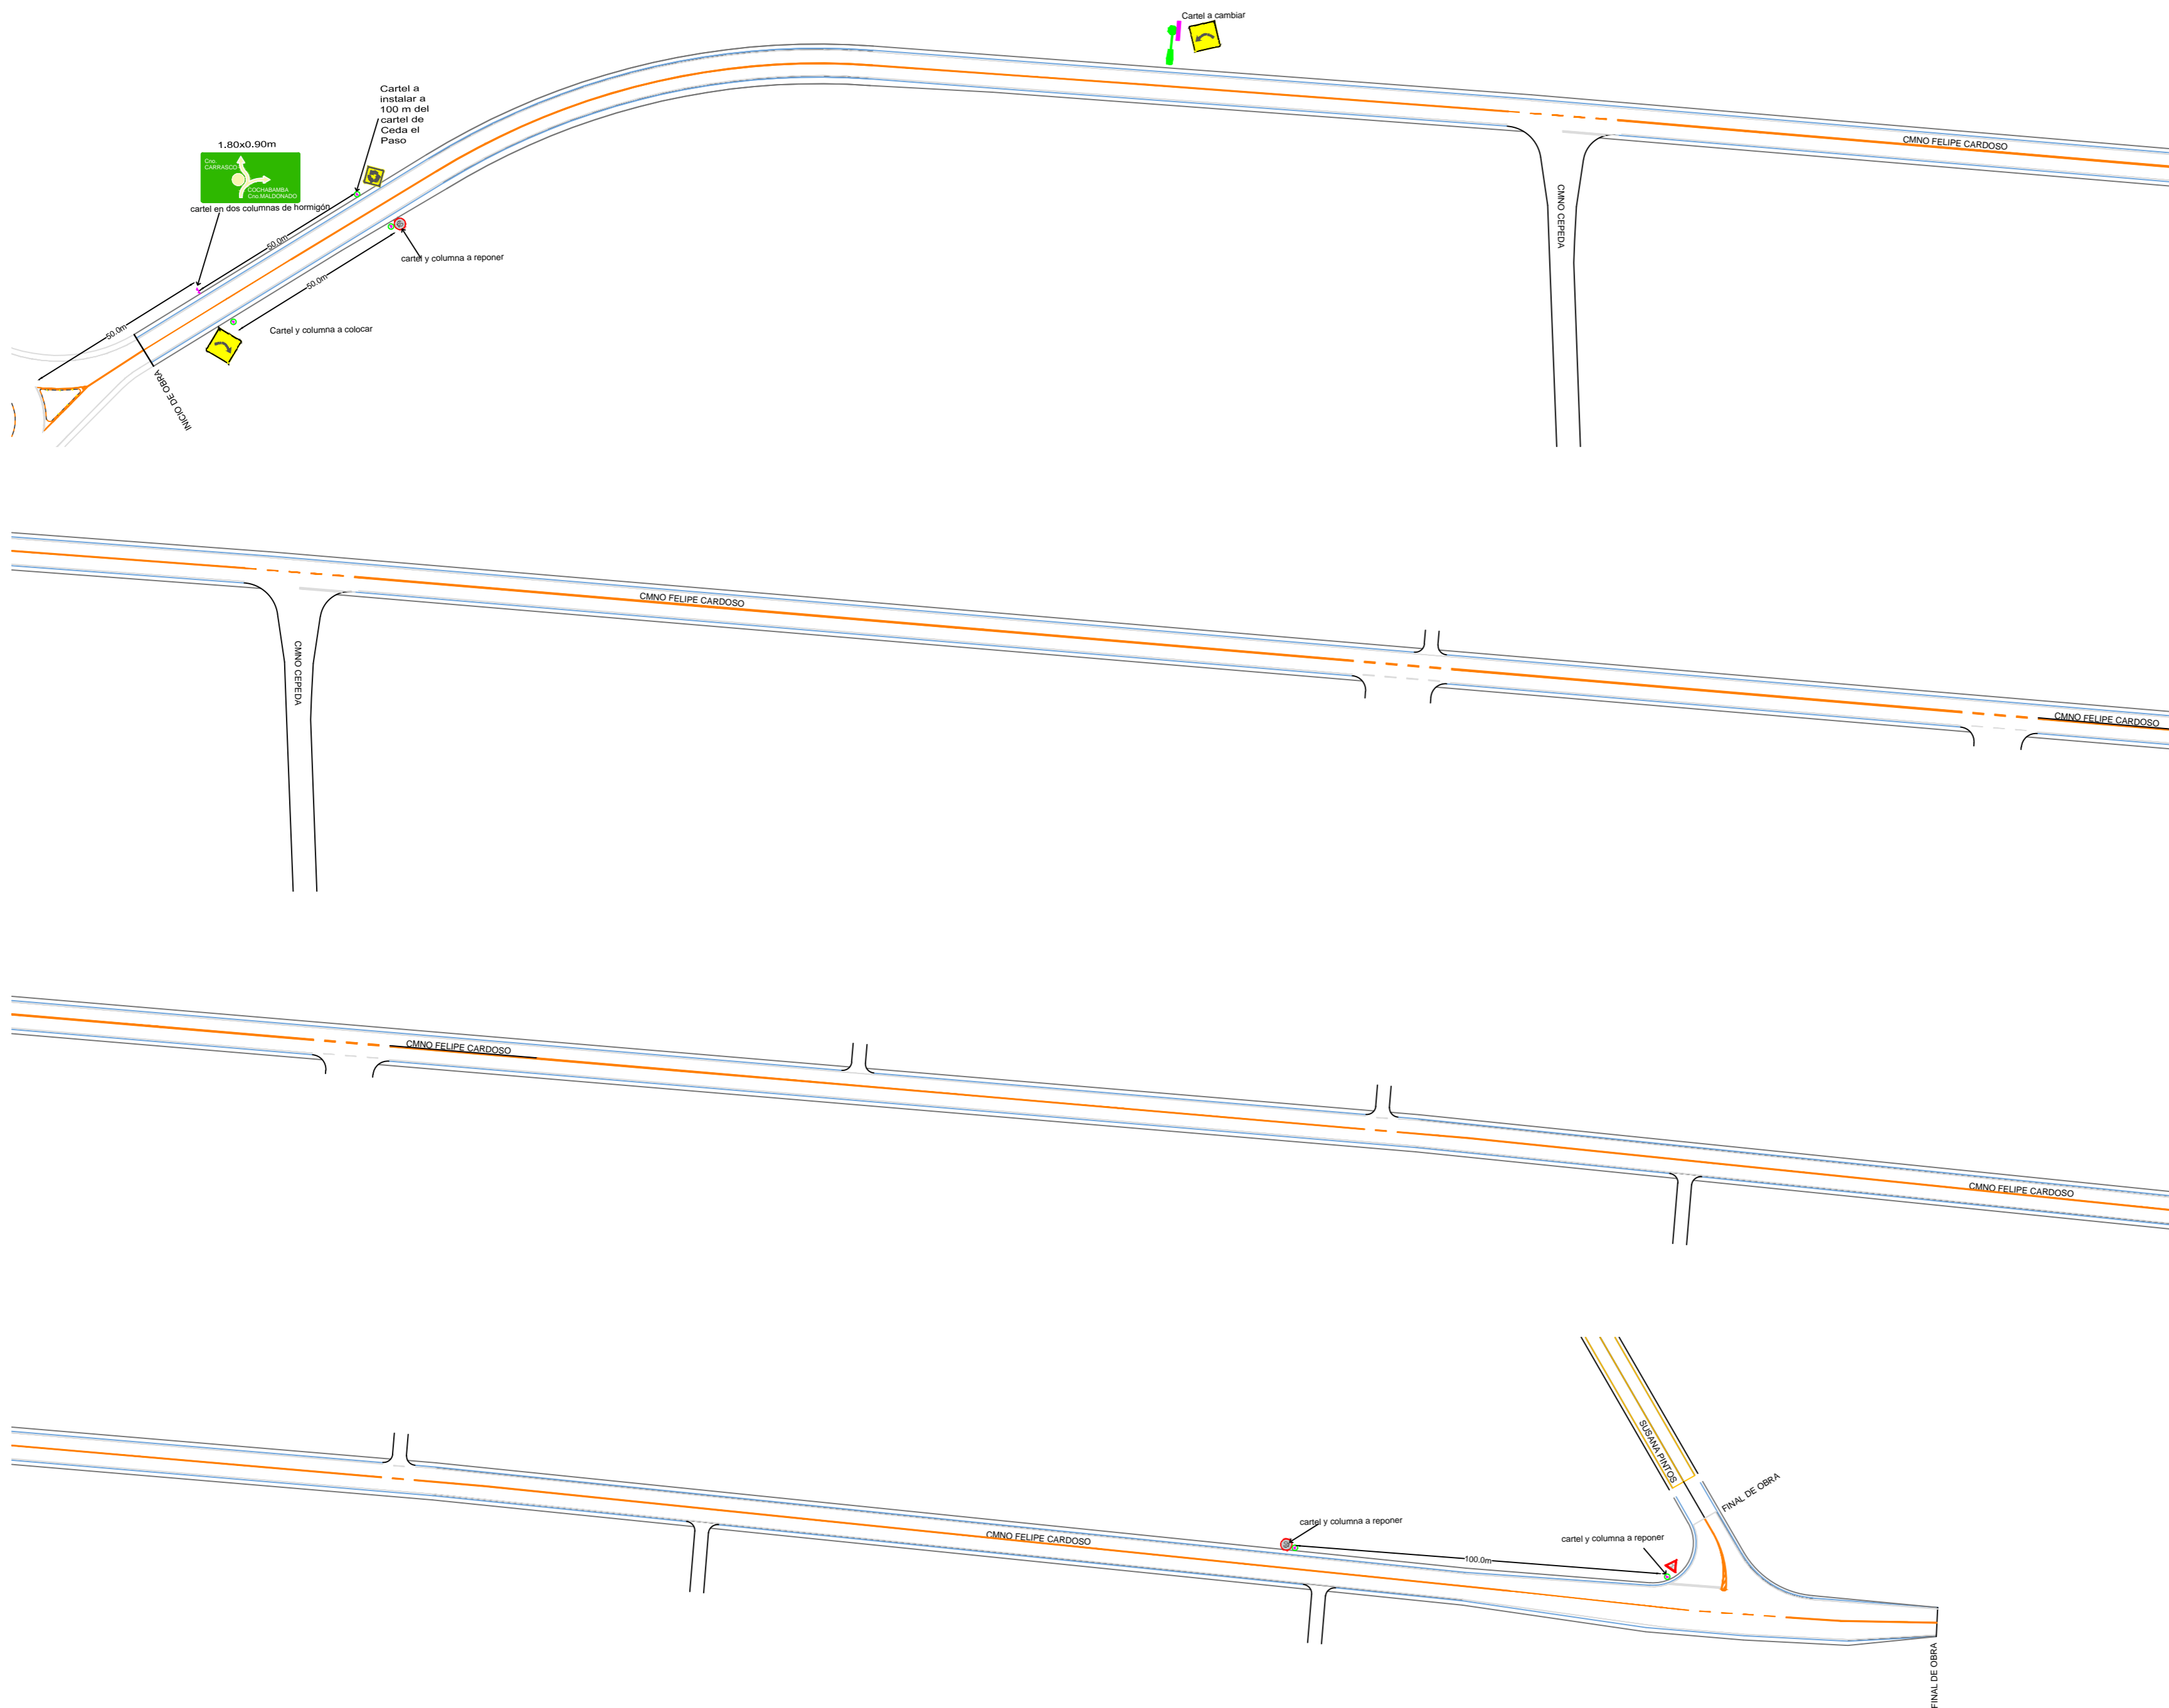 Cartel a cambiar
Cartel a
instalar a
100 m del
cartel de
Ceda el
Paso
1.80x0.90m
Cno.
CARRASCO
COCHABAMBA
Cno.MALDONADO
cartel en dos columnas de hormigón
50.0m
cartel y columna a reponer
50.0m
50.0m
Cartel y columna a colocar
INICIO DE OBRA
CMNO FELIPE CARDOSO
CMNO CEPEDA
CMNO FELIPE CARDOSO
CMNO CEPEDA
CMNO FELIPE CARDOSO
CMNO FELIPE CARDOSO
CMNO FELIPE CARDOSO
SUSANA PINTOS
FINAL DE OBRA
cartel y columna a reponer
cartel y columna a reponer
CMNO FELIPE CARDOSO
100.0m
FINAL DE OBRA